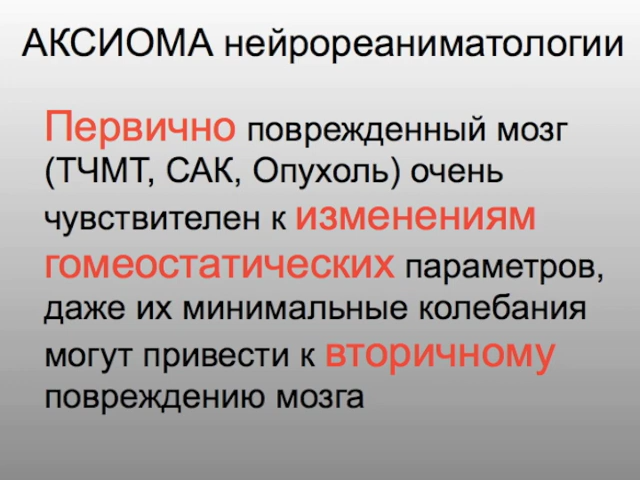 АКСИОМА нейрореаниматологии
Первично поврежденный мозг
(ТЧМТ, САК, Опухоль) очень
чувствителен к изменениям
гомеостатических параметров,
даже их минимальные колебания
могут привести к вторичному
повреждению мозга